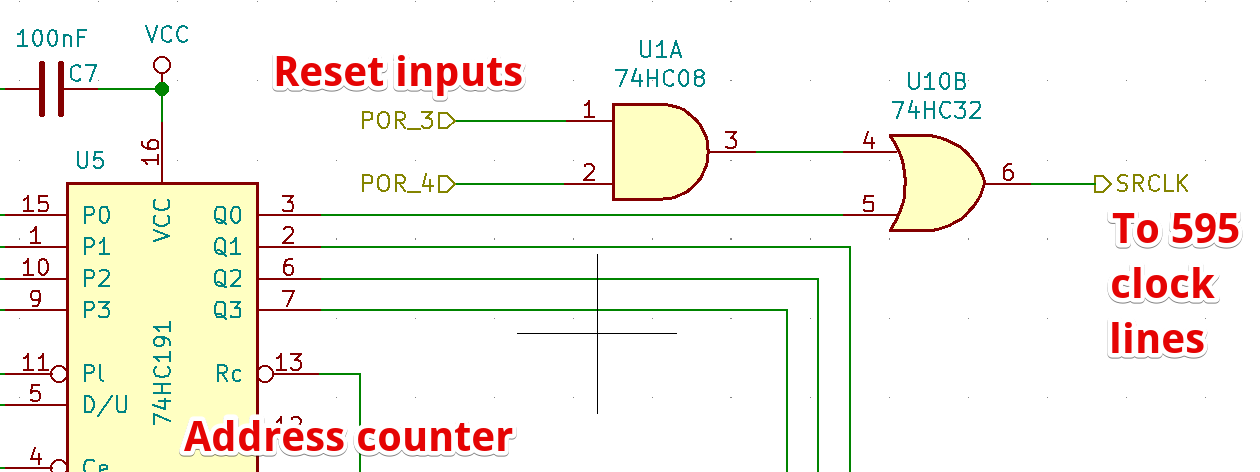 100nF
VCC
C7
Reset inputs
U1A
74HC08
U10B
74HC32
POR_3
1
POR_4
2
3
4
5
6
SRCLK
To 595
clock
lines
16
U5
VCC
15 P0 Q0 3
1 P1 Q1 2
10 P2 Q2 6
9 P3 Q3 7
74HC191
11 Pl Rc 13
5 D/U
12
Address counter
4 Ce